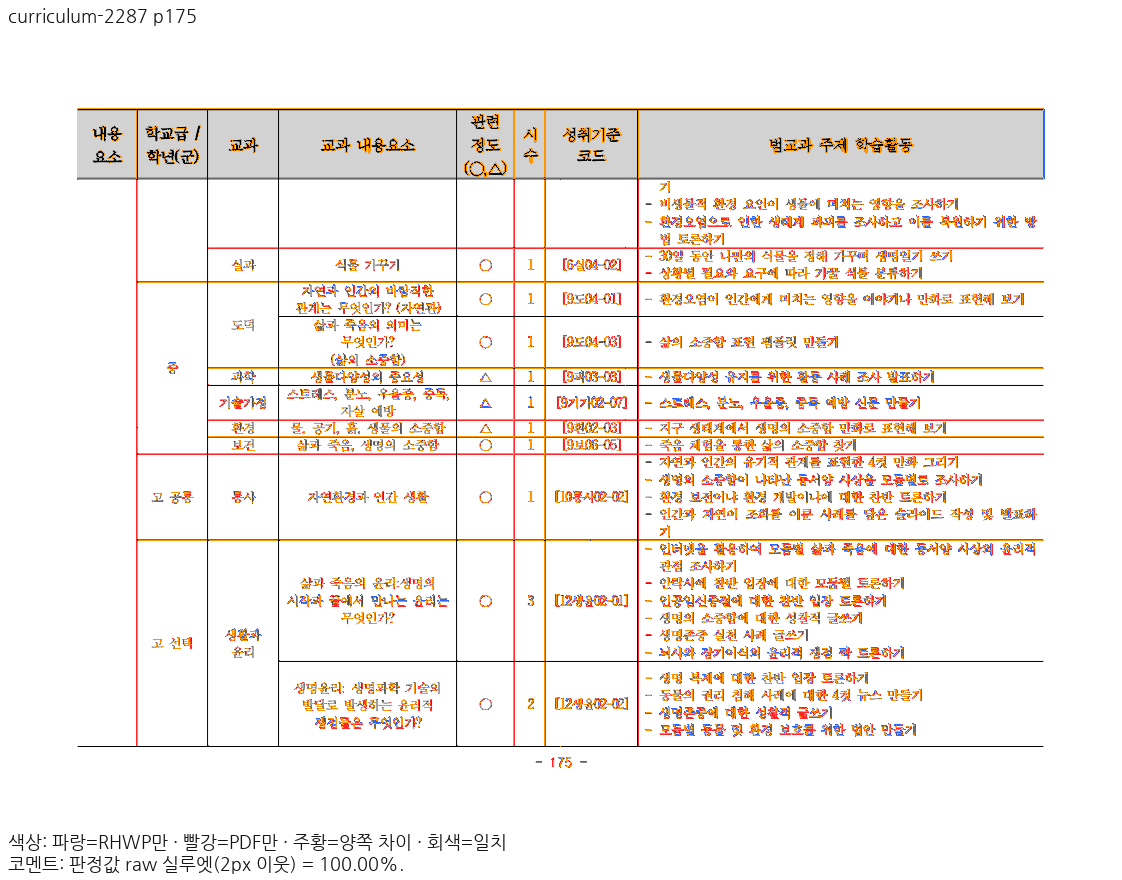 curriculum-2287 p175
내용 요소
학교급 / 학년(군)
교과
교과 내용요소
관련 정도 (○,△)
시수
성취기준 코드
범교과 주제 학습활동
기
- 비생물적 환경 요인이 생물에 미치는 영향을 조사하기
- 환경오염으로 인한 생태계 파괴를 조사하고 이를 복원하기 위한 방
법 토론하기
실과
식물 가꾸기
○
1
[6실04-02]
- 30일 동안 나만의 식물을 정해 가꾸며 생명일기 쓰기
- 상황별 필요와 요구에 따라 가꿀 식물 분류하기
중
도덕
자연과 인간의 바람직한
관계는 무엇인가? (자연관)
○
1
[9도04-01]
- 환경오염이 인간에게 미치는 영향을 이야기나 만화로 표현해 보기
삶과 죽음의 의미는
무엇인가?
(삶의 소중함)
○
1
[9도04-03]
- 삶의 소중함 표현 팸플릿 만들기
과학
생물다양성의 중요성
△
1
[9과03-03]
- 생물다양성 유지를 위한 활동 사례 조사 발표하기
기술가정
스트레스, 분노, 우울증, 중독,
자살 예방
△
1
[9기가02-07]
- 스트레스, 분노, 우울증, 중독 예방 신문 만들기
환경
물, 공기, 흙, 생물의 소중함
△
1
[9환02-03]
- 지구 생태계에서 생명의 소중함 만화로 표현해 보기
보건
삶과 죽음, 생명의 소중함
○
1
[9보06-05]
- 죽음 체험을 통한 삶의 소중함 찾기
고 공통
통사
자연환경과 인간 생활
○
1
[10통사02-02]
- 자연과 인간의 유기적 관계를 표현한 4컷 만화 그리기
- 생명의 소중함이 나타난 동서양 사상을 모둠별로 조사하기
- 환경 보전이냐 환경 개발이냐에 대한 찬반 토론하기
- 인간과 자연이 조화를 이룬 사례를 담은 슬라이드 작성 및 발표하
기
고 선택
생활과
윤리
삶과 죽음의 윤리:생명의
시작과 끝에서 만나는 윤리는
무엇인가?
○
3
[12생윤02-01]
- 인터넷을 활용하여 모둠별 삶과 죽음에 대한 동서양 사상의 윤리적
관점 조사하기
- 안락사에 찬반 입장에 대한 모둠별 토론하기
- 인공임신중절에 대한 찬반 입장 토론하기
- 생명의 소중함에 대한 성찰적 글쓰기
- 생명존중 실천 사례 글쓰기
- 뇌사와 장기이식의 윤리적 쟁점 짝 토론하기
생명윤리: 생명과학 기술의
발달로 발생하는 윤리적
쟁점들은 무엇인가?
○
2
[12생윤02-02]
- 생명 복제에 대한 찬반 입장 토론하기
- 동물의 권리 침해 사례에 대한 4컷 뉴스 만들기
- 생명존중에 대한 성찰적 글쓰기
- 모둠별 동물 및 환경 보호를 위한 법안 만들기
- 175 -
색상: 파랑=RHWP만 · 빨강=PDF만 · 주황=양쪽 차이 · 회색=일치
코멘트: 판정값 raw 실루엣(2px 이웃) = 100.00%.